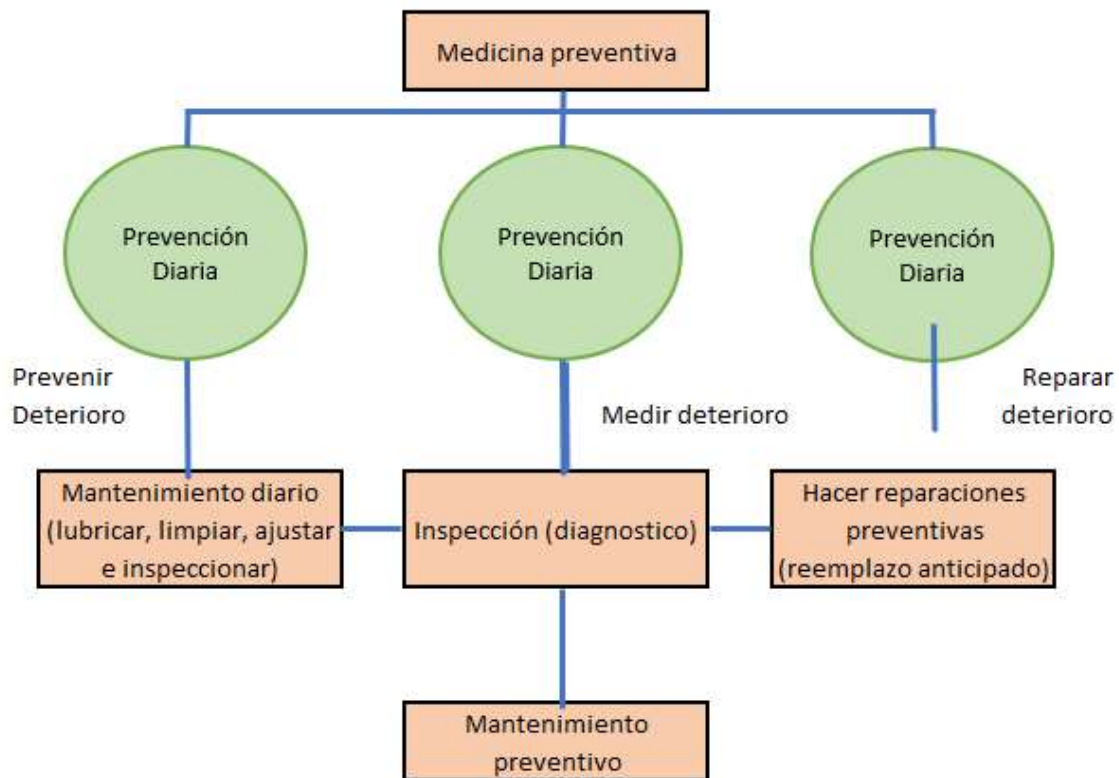 Medicina preventiva
Prevención
Diaria
Prevención
Diaria
Prevención
Diaria
Prevenir
Deterioro
Medir deterioro
Reparar
deterioro
Mantenimiento diario
(lubricar, limpiar, ajustar
e inspeccionar)
Inspección (diagnostico)
Hacer reparaciones
preventivas
(reemplazo anticipado)
Mantenimiento
preventivo